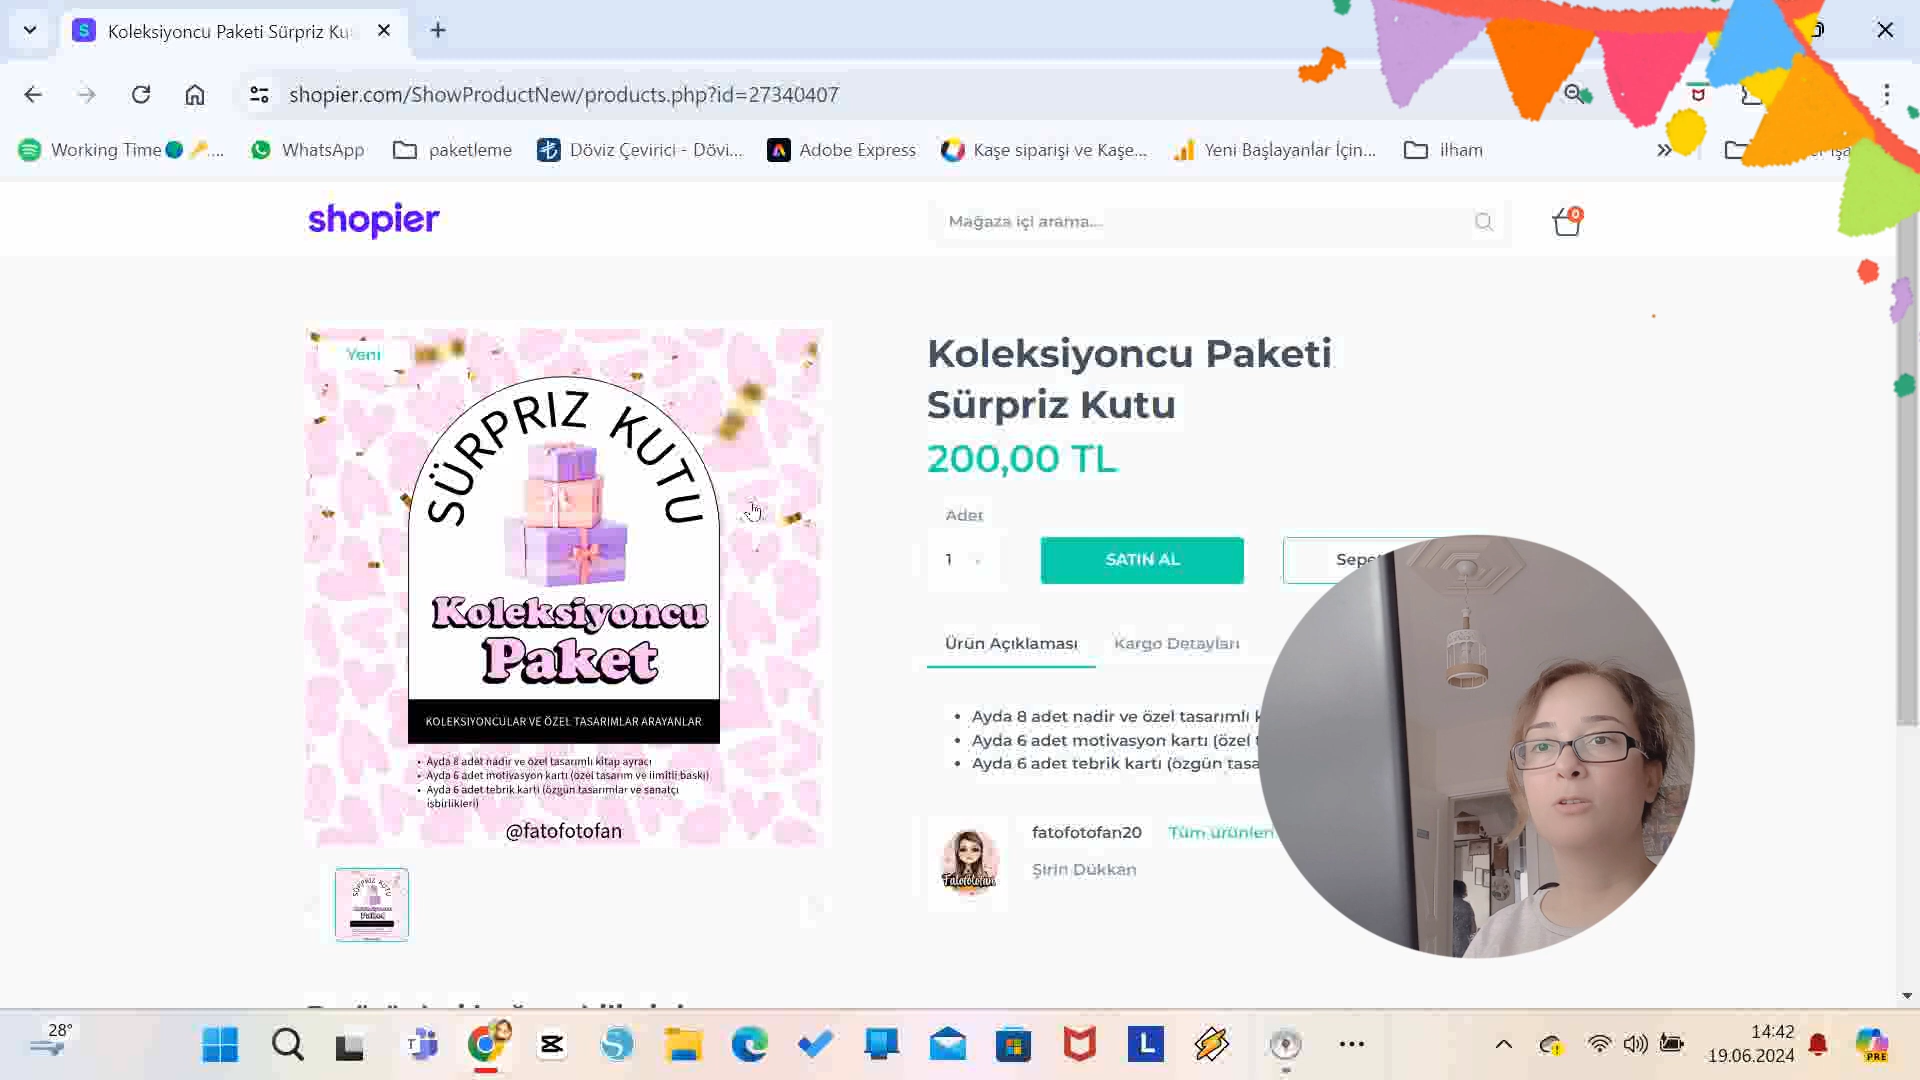 Koleksiyoncu Paketi Sürpriz Ku
shopier.com/ShowProductNew/products.php?id=27340407
Working Time
WhatsApp
paketleme
Döviz Çevirici - Dövi...
Adobe Express
Kaşe siparişi ve Kaşe...
Yeni Başlayanlar İçin...
ilham
shopier
Mağaza içi arama...
0
Yeni
SÜRPRIZ KUTU
Koleksiyoncu
Paket
KOLEKSIYONCULAR VE ÖZEL TASARIMLAR ARAYANLAR
• Ayda 8 adet nadir ve özel tasarımlı kitap ayracı
• Ayda 6 adet motivasyon kartı (özel tasarım ve limitli baskı)
• Ayda 6 adet tebrik kartı (özgün tasarımlar ve sanatçı
işbirlikleri)
@fatofotofan
Koleksiyoncu Paketi
Sürpriz Kutu
200,00 TL
Adet
1
SATIN AL
Sepet
Ürün Açıklaması
Kargo Detayları
• Ayda 8 adet nadir ve özel tasarımlı
• Ayda 6 adet motivasyon kartı (özel
• Ayda 6 adet tebrik kartı (özgün tasa
Fatofotofan
fatofotofan20
Tüm ürünleri
Şirin Dükkan
28°
14:42
19.06.2024
PRE